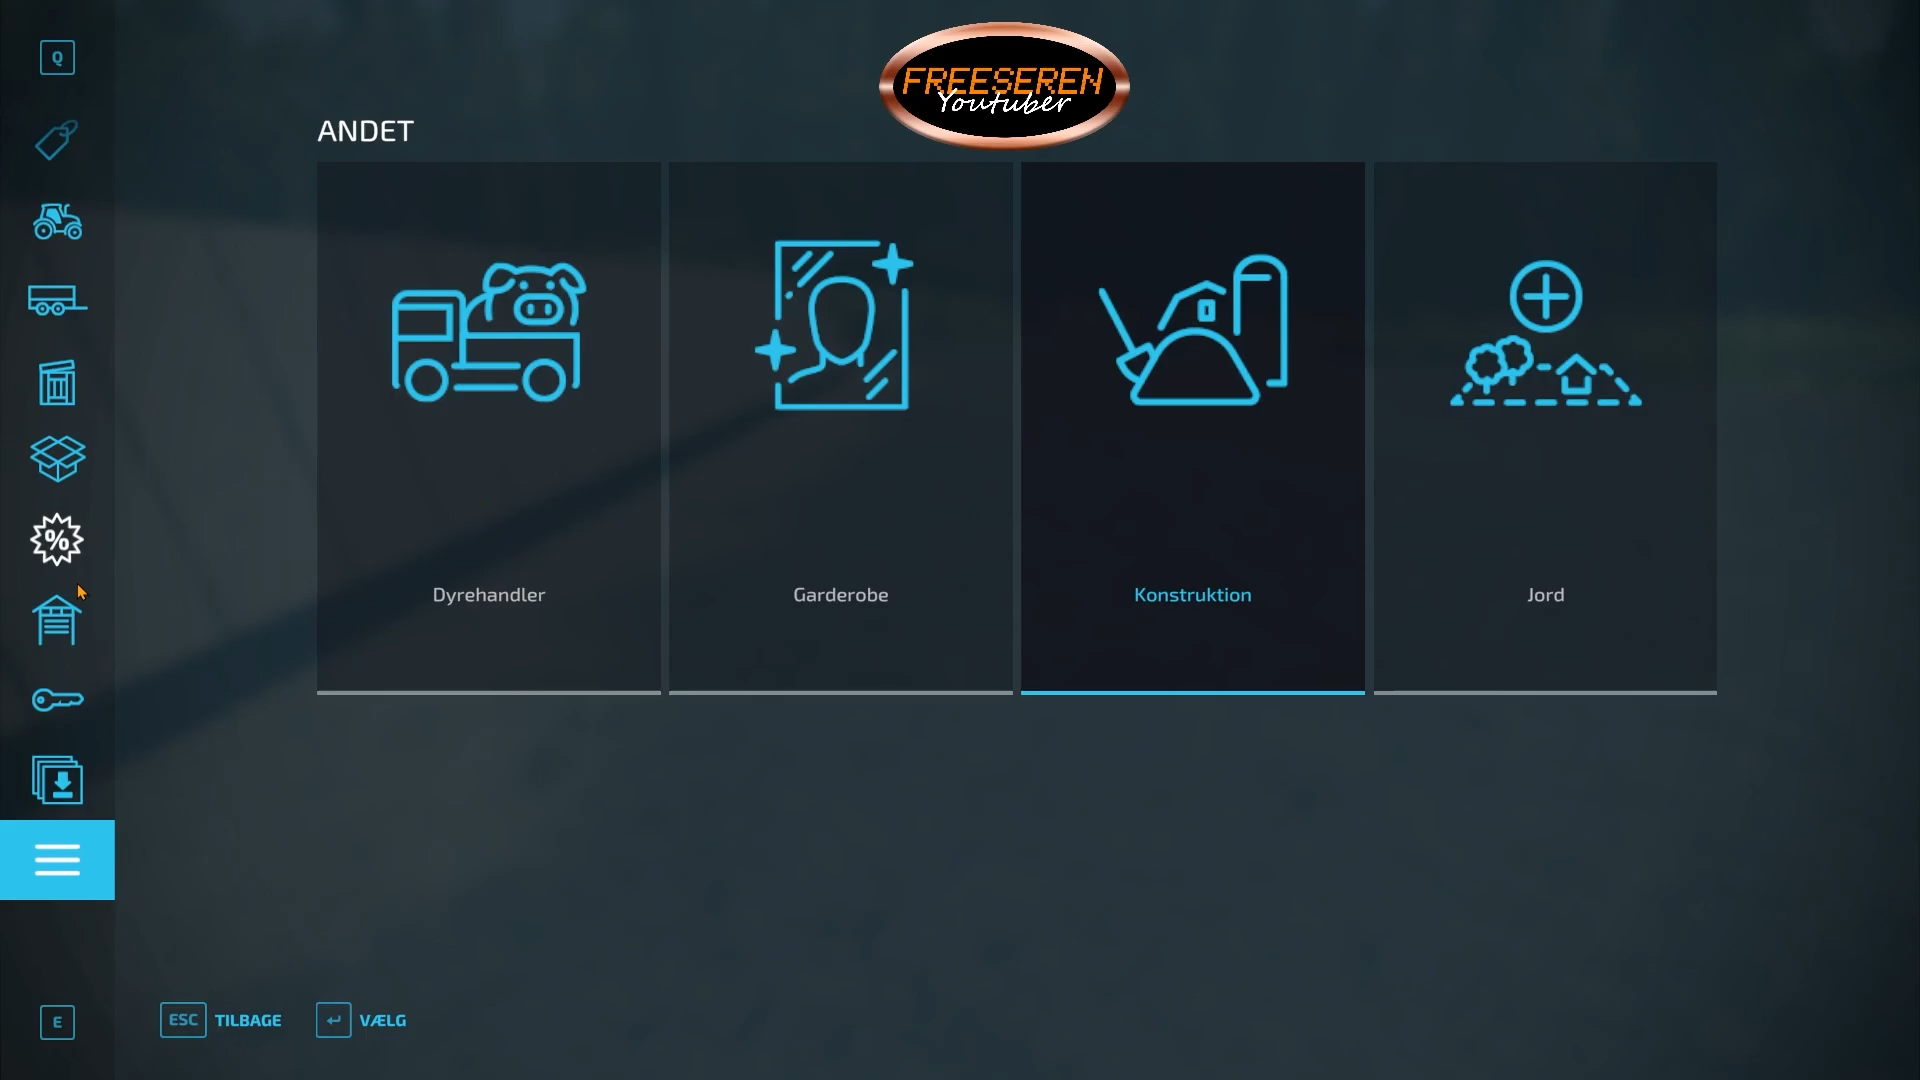 Q
FREESEREN
Youtuber
ANDET
%
Dyrehandler
Garderobe
Konstruktion
Jord
E
ESC TILBAGE
VÆLG